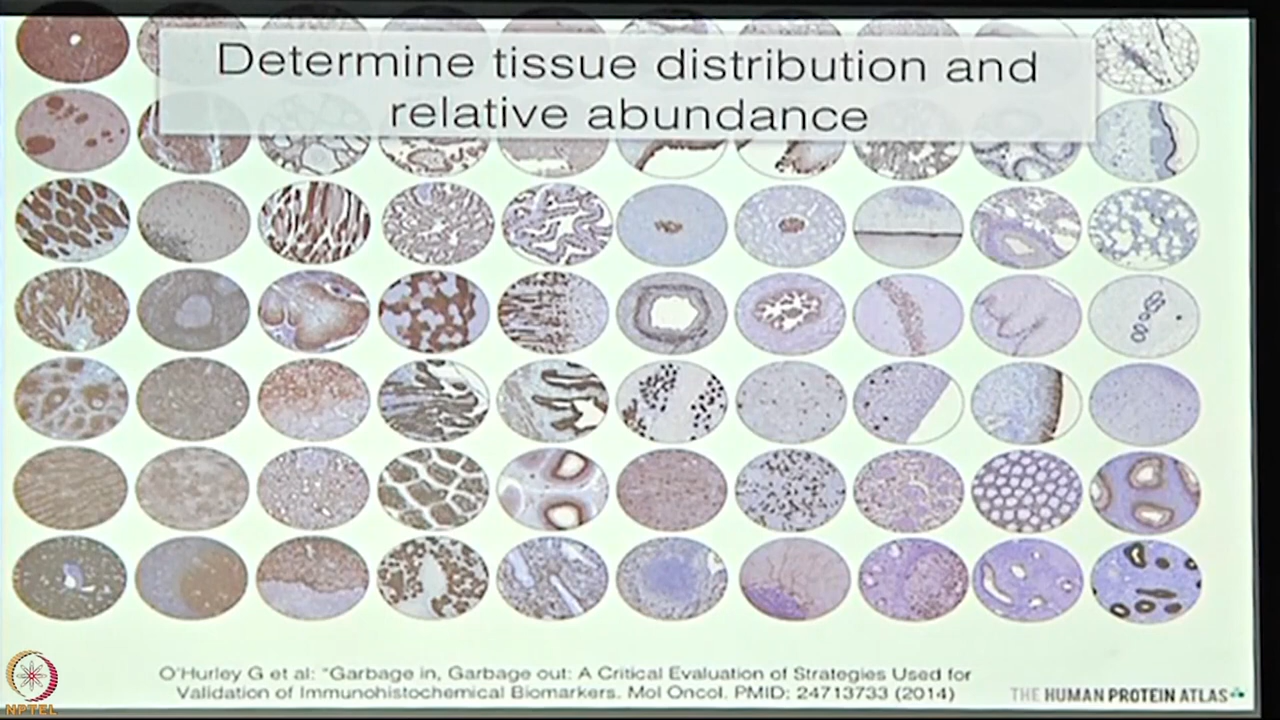 Determine tissue distribution and
relative abundance
O'Hurley G et al: "Garbage in, Garbage out: A Critical Evaluation of Strategies Used for
Validation of Immunohistochemical Biomarkers. Mol Oncol. PMID; 24713733 (2014)
THE HUMAN PROTEIN ATLAS
NPTEL